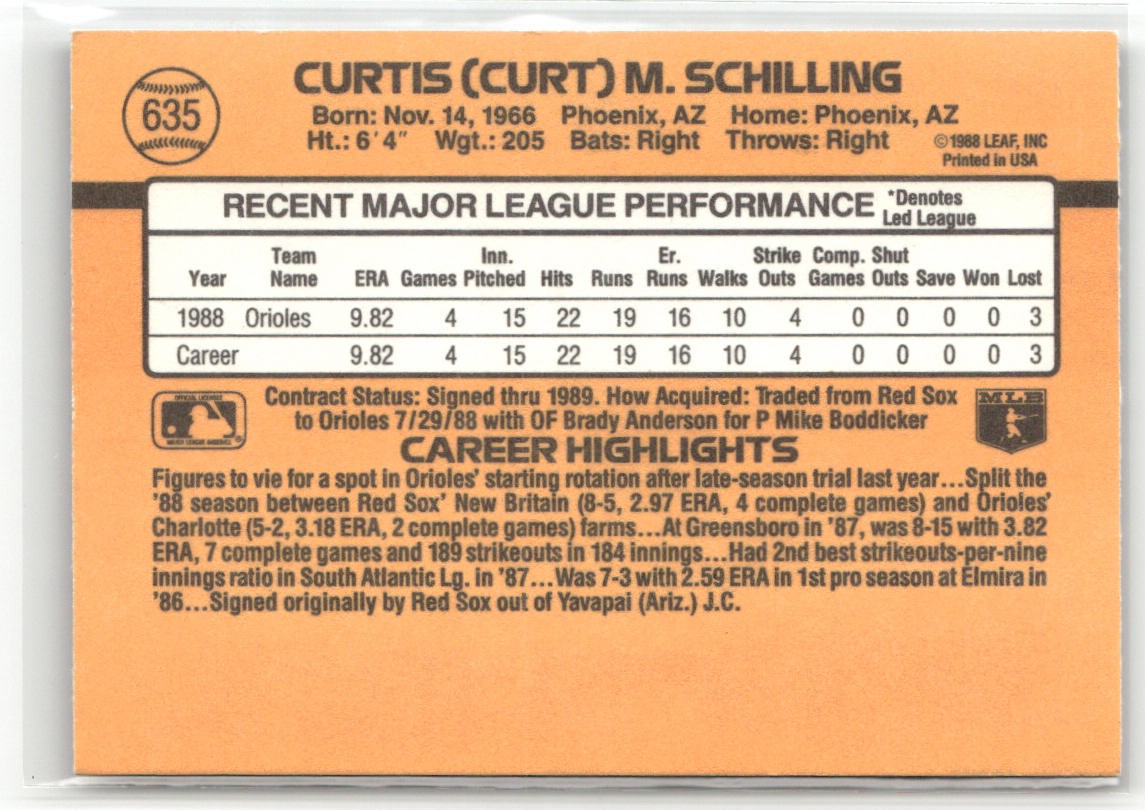 635
CURTIS (CURT) M. SCHILLING
Born: Nov. 14, 1966 Phoenix, AZ Home: Phoenix, AZ
Ht.: 6'4" Wgt.: 205 Bats: Right Throws: Right
©1988 LEAF, INC
Printed in USA
RECENT MAJOR LEAGUE PERFORMANCE *Denotes Led League
Year Team Name ERA Games Inn. Pitched Hits Runs Er. Runs Walks Strike Outs Comp. Games Shut Outs Save Won Lost
1988 Orioles 9.82 4 15 22 19 16 10 4 0 0 0 0 3
Career 9.82 4 15 22 19 16 10 4 0 0 0 0 3
Contract Status: Signed thru 1989. How Acquired: Traded from Red Sox
to Orioles 7/29/88 with OF Brady Anderson for P Mike Boddicker
MLB
CAREER HIGHLIGHTS
Figures to vie for a spot in Orioles' starting rotation after late-season trial last year...Split the
'88 season between Red Sox' New Britain (8-5, 2.97 ERA, 4 complete games) and Orioles'
Charlotte (5-2, 3.18 ERA, 2 complete games) farms...At Greensboro in '87, was 8-15 with 3.82
ERA, 7 complete games and 189 strikeouts in 184 innings...Had 2nd best strikeouts-per-nine
innings ratio in South Atlantic Lg. in '87...Was 7-3 with 2.59 ERA in 1st pro season at Elmira in
'86...Signed originally by Red Sox out of Yavapai (Ariz.) J.C.